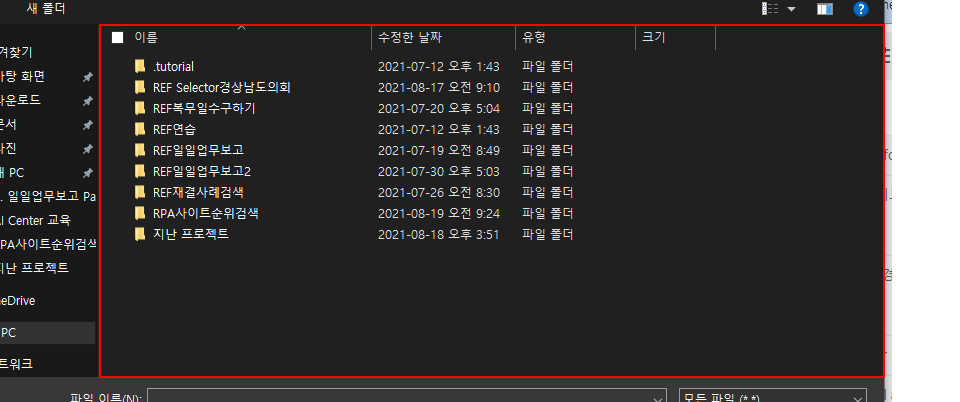 새 폴더
이름 수정한 날짜 유형 크기
.tutorial 2021-07-12 오후 1:43 파일 폴더
REF Selector경상남도의회 2021-08-17 오전 9:10 파일 폴더
REF복무일수구하기 2021-07-20 오후 5:04 파일 폴더
REF연습 2021-07-12 오후 1:43 파일 폴더
REF일일업무보고 2021-07-19 오전 8:49 파일 폴더
REF일일업무보고2 2021-07-30 오후 5:03 파일 폴더
REF재결사례검색 2021-07-26 오전 8:30 파일 폴더
RPA사이트순위검색 2021-08-19 오전 9:24 파일 폴더
지난 프로젝트 2021-08-18 오후 3:51 파일 폴더
겨찾기
탕 화면
운로드
문서
진
PC
. 일일업무보고 Pa
I Center 교육
PA사이트순위검색
지난 프로젝트
eDrive
PC
트워크
파일 이름(N):
모든 파일 (*.*)